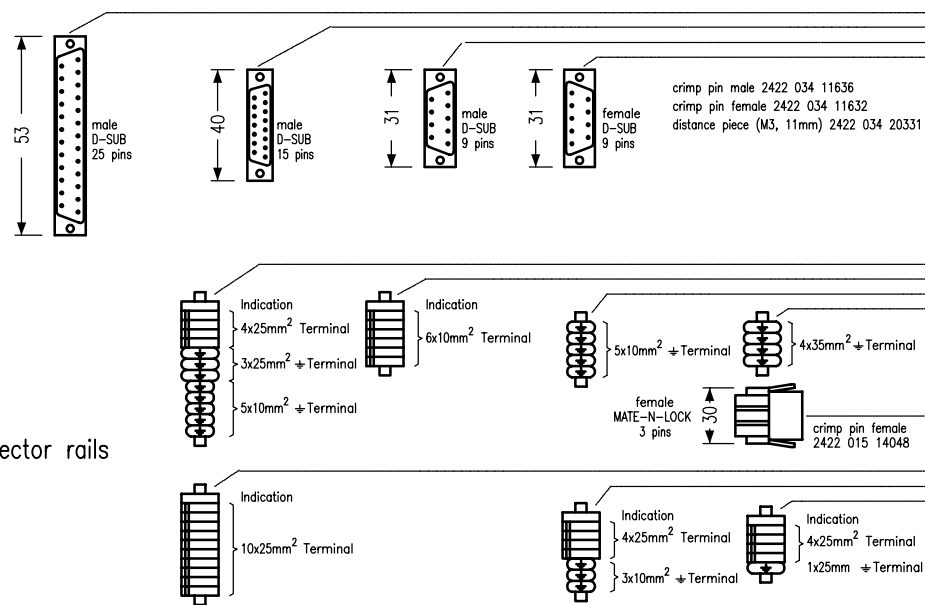 53
male
D-SUB
25 pins
40
male
D-SUB
15 pins
31
male
D-SUB
9 pins
31
female
D-SUB
9 pins
crimp pin male 2422 034 11636
crimp pin female 2422 034 11632
distance piece (M3, 11mm) 2422 034 20331
Indication
4x25mm² Terminal
3x25mm² ⏚ Terminal
5x10mm² ⏚ Terminal
Indication
6x10mm² Terminal
5x10mm² ⏚ Terminal
4x35mm² ⏚ Terminal
female
MATE-N-LOCK
3 pins
30
crimp pin female
2422 015 14048
ector rails
Indication
10x25mm² Terminal
Indication
4x25mm² Terminal
3x10mm² ⏚ Terminal
Indication
4x25mm² Terminal
1x25mm ⏚ Terminal